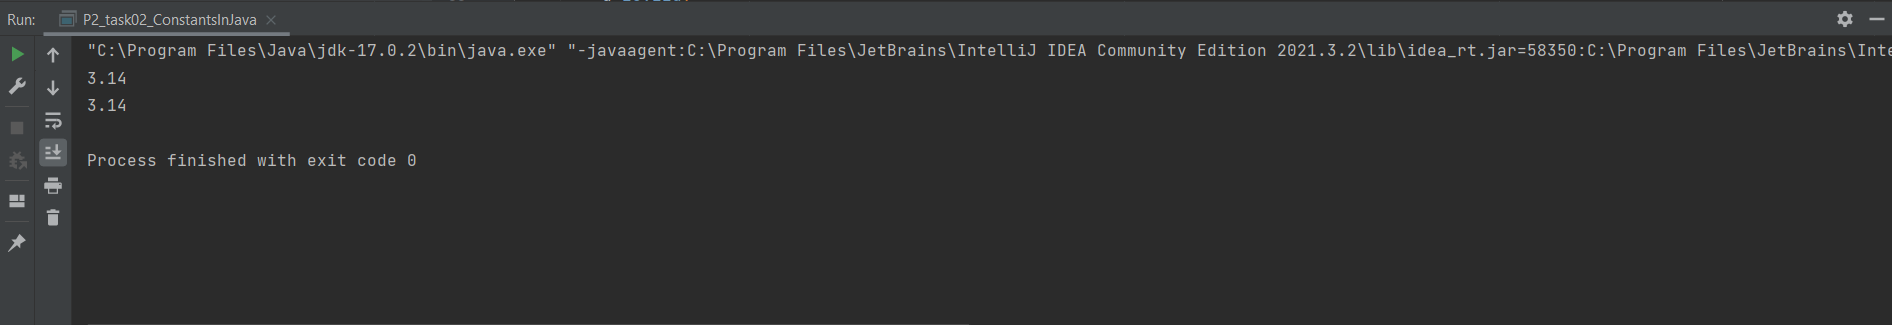 Run: P2_task02_ConstantsInJava
"C:\Program Files\Java\jdk-17.0.2\bin\java.exe" "-javaagent:C:\Program Files\JetBrains\IntelliJ IDEA Community Edition 2021.3.2\lib\idea_rt.jar=58350:C:\Program Files\JetBrains\Inte
3.14
3.14
Process finished with exit code 0